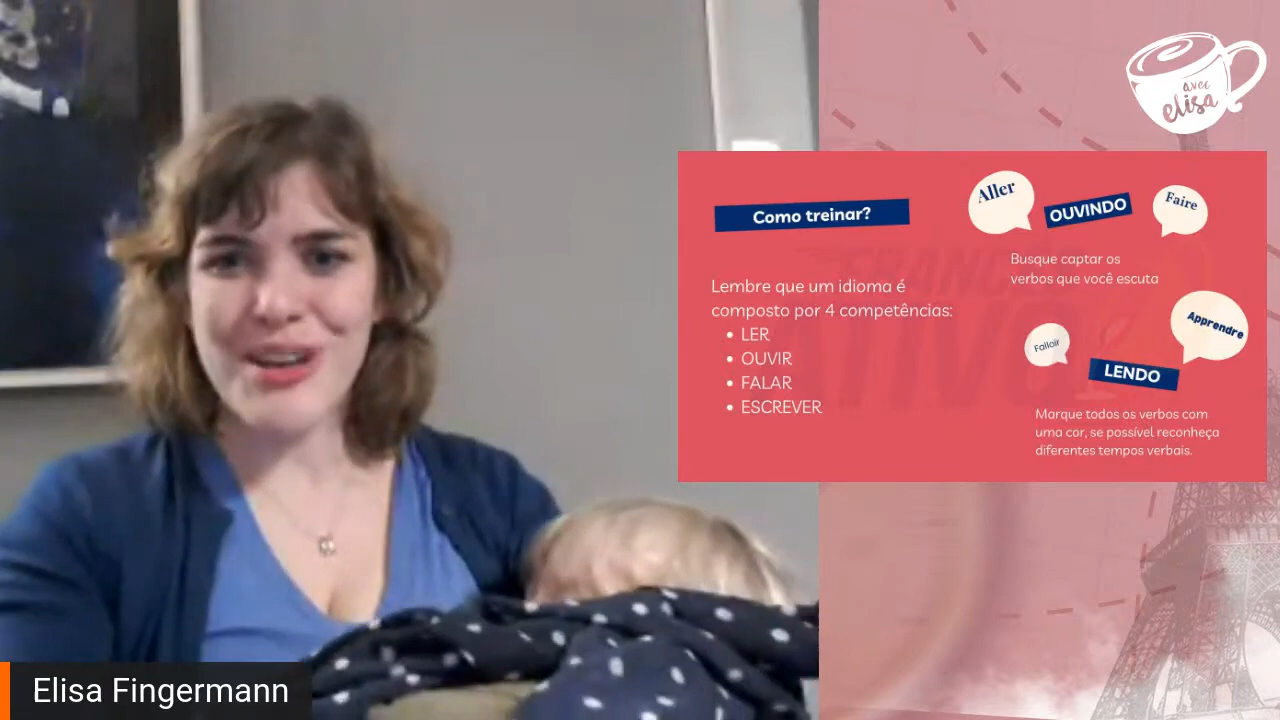 avec
elisa
Como treinar?
Lembre que um idioma é
composto por 4 competências:
• LER
• OUVIR
• FALAR
• ESCREVER
Aller
OUVINDO
Faire
Busque captar os
verbos que você escuta
Falloir
Apprendre
LENDO
Marque todos os verbos com
uma cor, se possível reconheça
diferentes tempos verbais.
FRANCÊS
ATIVO
Elisa Fingermann